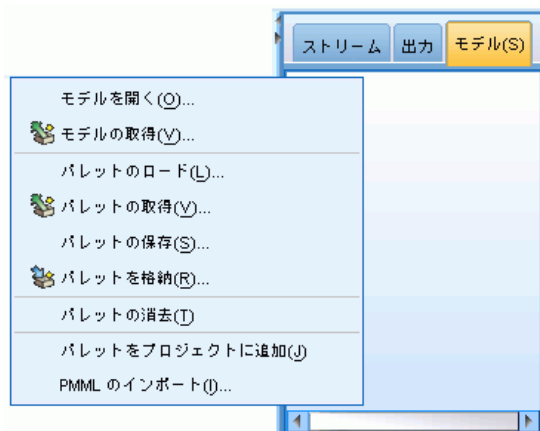 ストリーム 出力 モデル(S)
モデルを開く(O)...
モデルの取得(V)...
パレットのロード(L)...
パレットの取得(V)...
パレットの保存(S)...
パレットを格納(R)...
パレットの消去(T)
パレットをプロジェクトに追加(J)
PMML のインポート(I)...